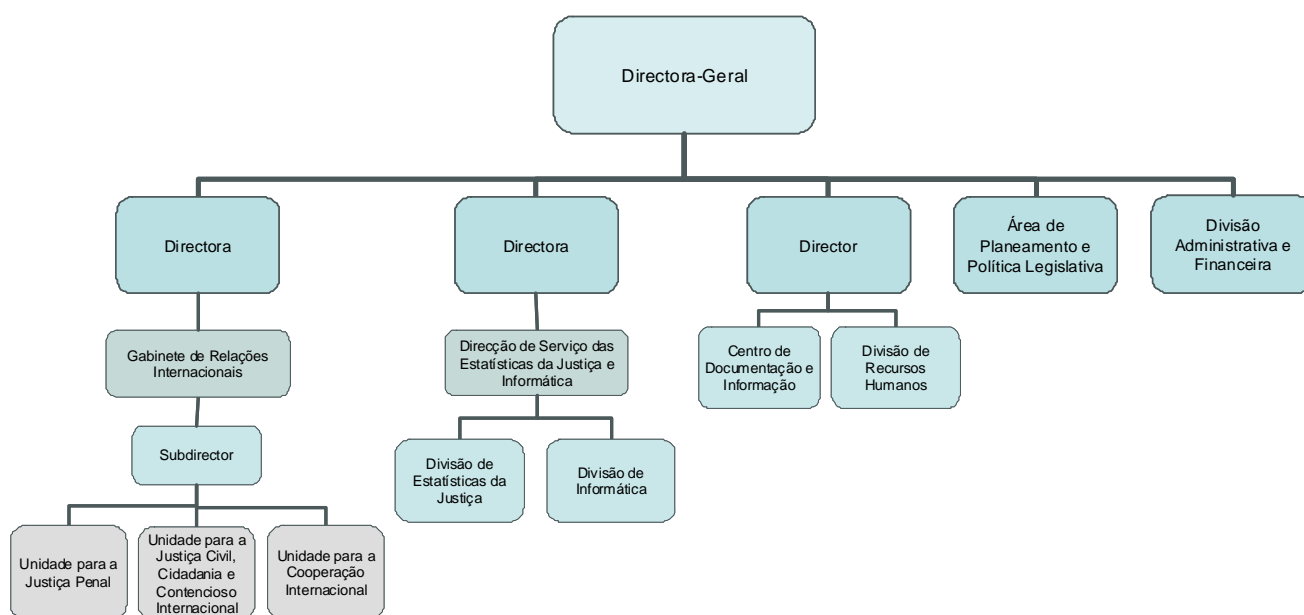 Directora-Geral
Directora
Directora
Director
Área de
Planeamento e
Política Legislativa
Divisão
Administrativa e
Financeira
Gabinete de Relações
Internacionais
Direcção de Serviço das
Estatísticas da Justiça e
Informática
Centro de
Documentação e
Informação
Divisão de
Recursos
Humanos
Subdirector
Divisão de
Estatísticas da
Justiça
Divisão de
Informática
Unidade para a
Justiça Penal
Unidade para a
Justiça Civil,
Cidadania e
Contencioso
Internacional
Unidade para a
Cooperação
Internacional